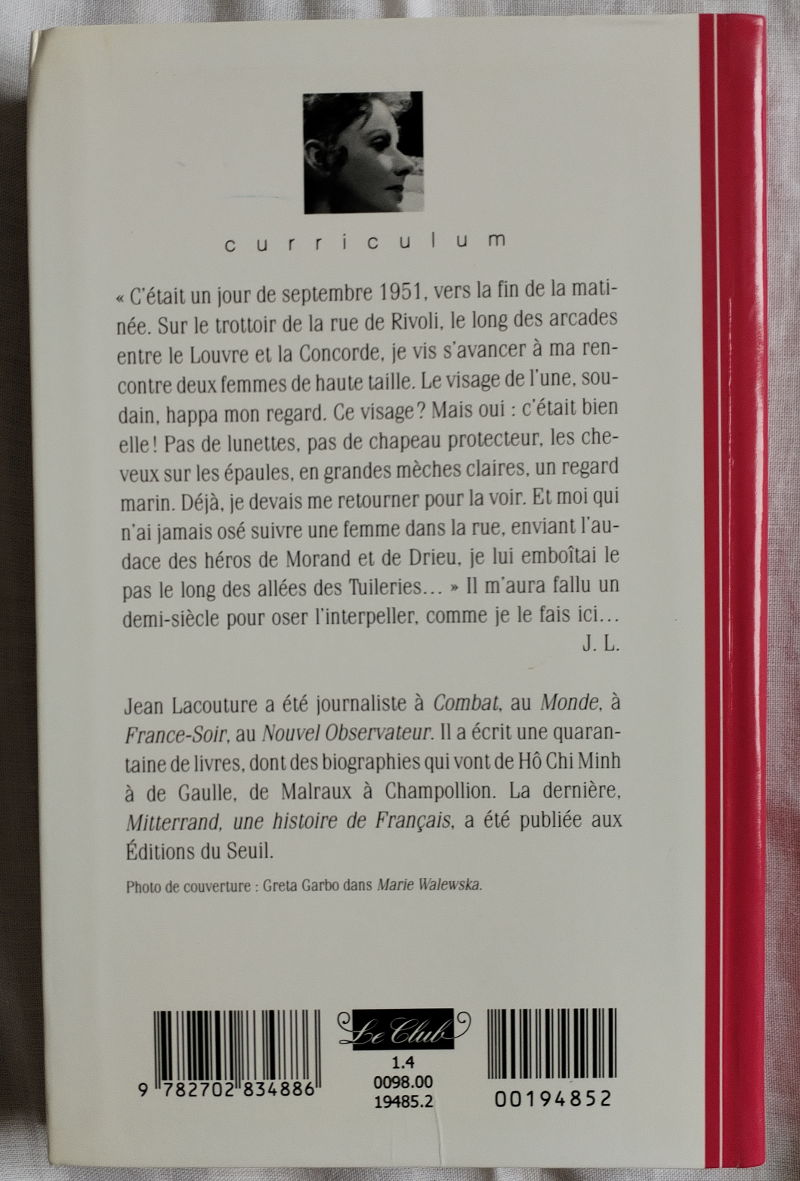 curriculum
« C'était un jour de septembre 1951, vers la fin de la mati-
née. Sur le trottoir de la rue de Rivoli, le long des arcades
entre le Louvre et la Concorde, je vis s'avancer à ma ren-
contre deux femmes de haute taille. Le visage de l'une, sou-
dain, happa mon regard. Ce visage ? Mais oui : c'était bien
elle ! Pas de lunettes, pas de chapeau protecteur, les che-
veux sur les épaules, en grandes mèches claires, un regard
marin. Déjà, je devais me retourner pour la voir. Et moi qui
n'ai jamais osé suivre une femme dans la rue, enviant l'au-
dace des héros de Morand et de Drieu, je lui emboîtai le
pas le long des allées des Tuileries... » Il m'aura fallu un
demi-siècle pour oser l'interpeller, comme je le fais ici...
J. L.
Jean Lacouture a été journaliste à Combat, au Monde, à
France-Soir, au Nouvel Observateur. Il a écrit une quaran-
taine de livres, dont des biographies qui vont de Hô Chi Minh
à de Gaulle, de Malraux à Champollion. La dernière,
Mitterrand, une histoire de Français, a été publiée aux
Éditions du Seuil.
Photo de couverture : Greta Garbo dans Marie Walewska.
Le Club
1.4
0098.00
19485.2
9 782702 834886
00194852